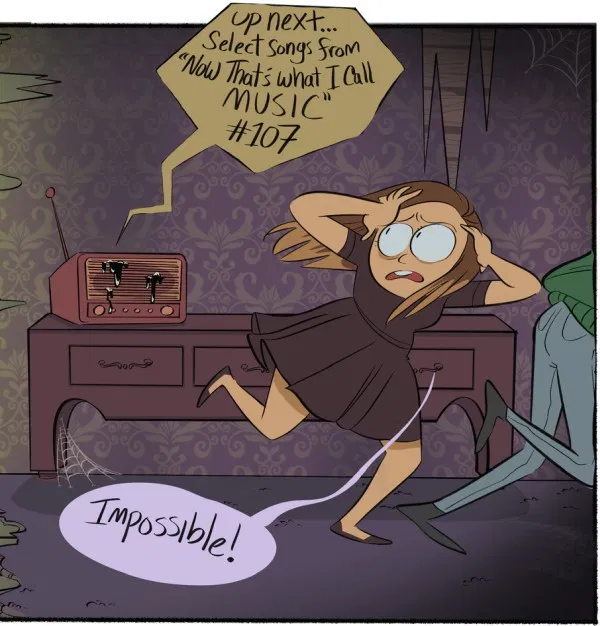 Up next...
Select Songs from
"Now That's what I Call
MUSIC"
#107
Impossible!